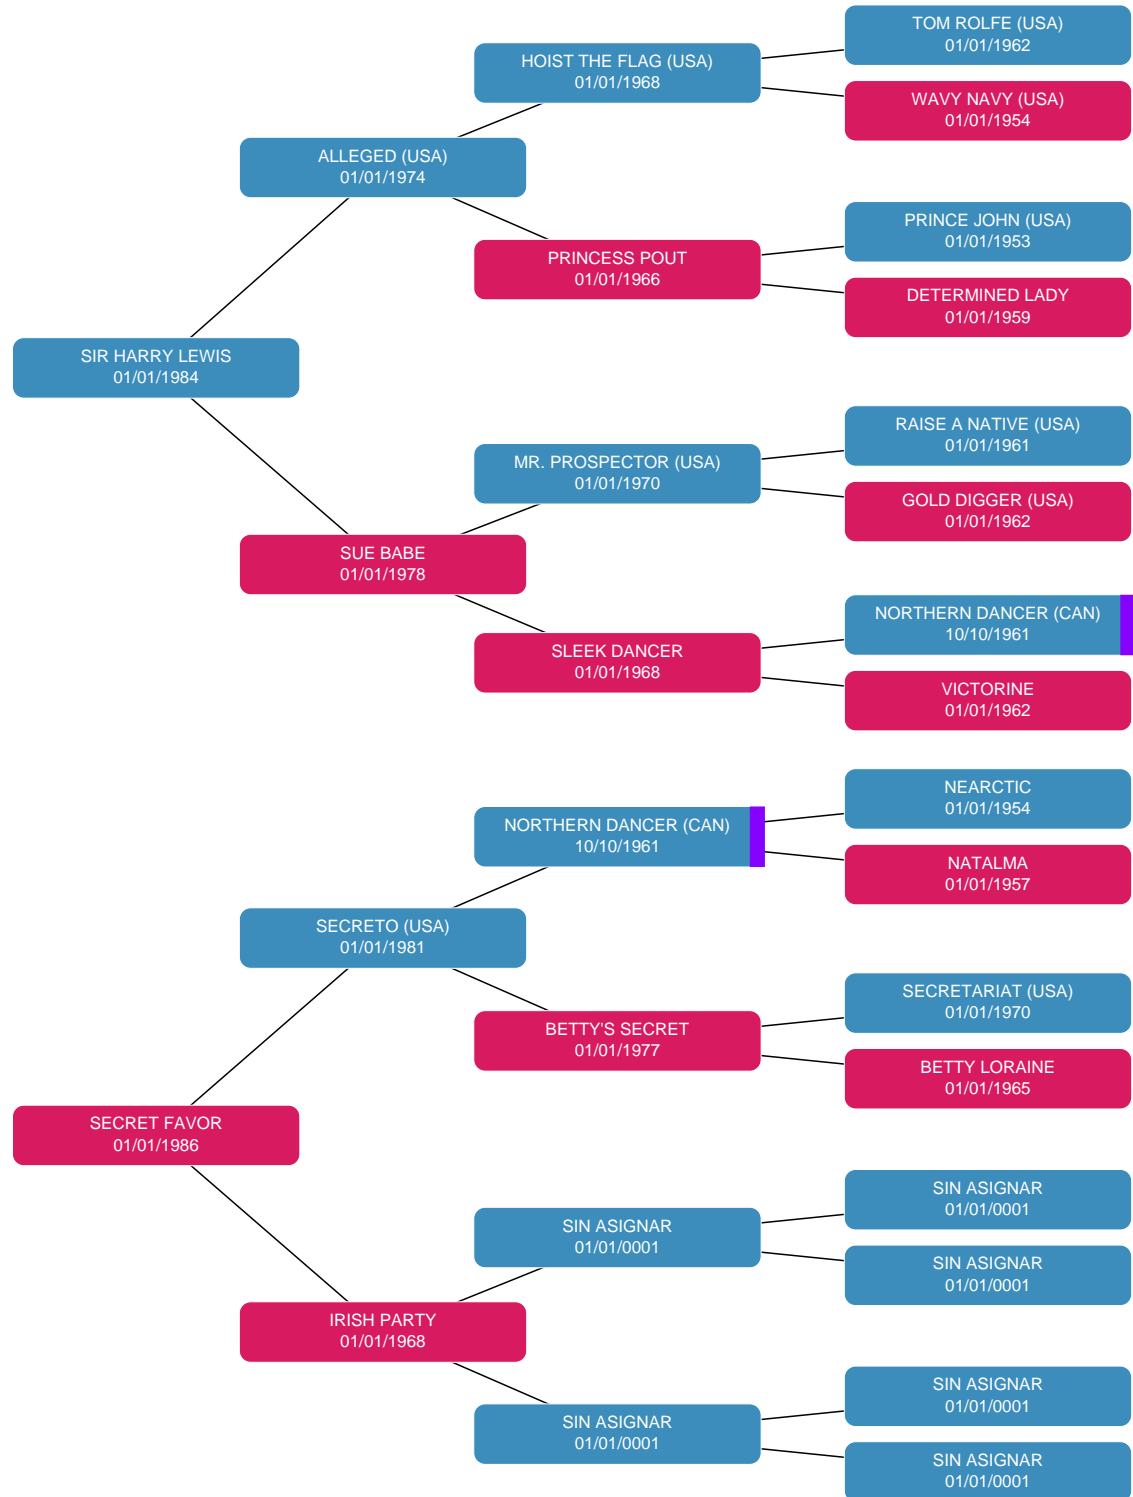 TOM ROLFE (USA)
01/01/1962
HOIST THE FLAG (USA)
01/01/1968
WAVY NAVY (USA)
01/01/1954
ALLEGED (USA)
01/01/1974
PRINCE JOHN (USA)
01/01/1953
PRINCESS POUT
01/01/1966
DETERMINED LADY
01/01/1959
SIR HARRY LEWIS
01/01/1984
RAISE A NATIVE (USA)
01/01/1961
MR. PROSPECTOR (USA)
01/01/1970
GOLD DIGGER (USA)
01/01/1962
SUE BABE
01/01/1978
NORTHERN DANCER (CAN)
10/10/1961
SLEEK DANCER
01/01/1968
VICTORINE
01/01/1962
NEARCTIC
01/01/1954
NORTHERN DANCER (CAN)
10/10/1961
NATALMA
01/01/1957
SECRETO (USA)
01/01/1981
SECRETARIAT (USA)
01/01/1970
BETTY'S SECRET
01/01/1977
BETTY LORAINE
01/01/1965
SECRET FAVOR
01/01/1986
SIN ASIGNAR
01/01/0001
SIN ASIGNAR
01/01/0001
SIN ASIGNAR
01/01/0001
IRISH PARTY
01/01/1968
SIN ASIGNAR
01/01/0001
SIN ASIGNAR
01/01/0001
SIN ASIGNAR
01/01/0001